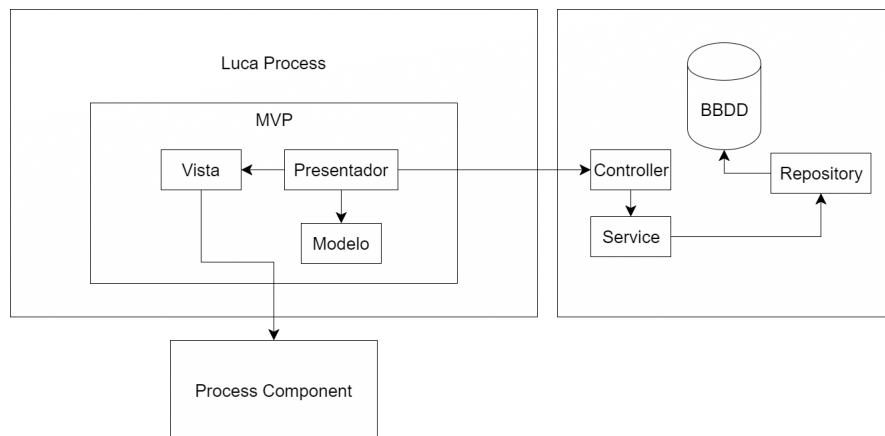 Luca Process
MVP
Vista
Presentador
Modelo
Process Component
BBDD
Controller
Repository
Service